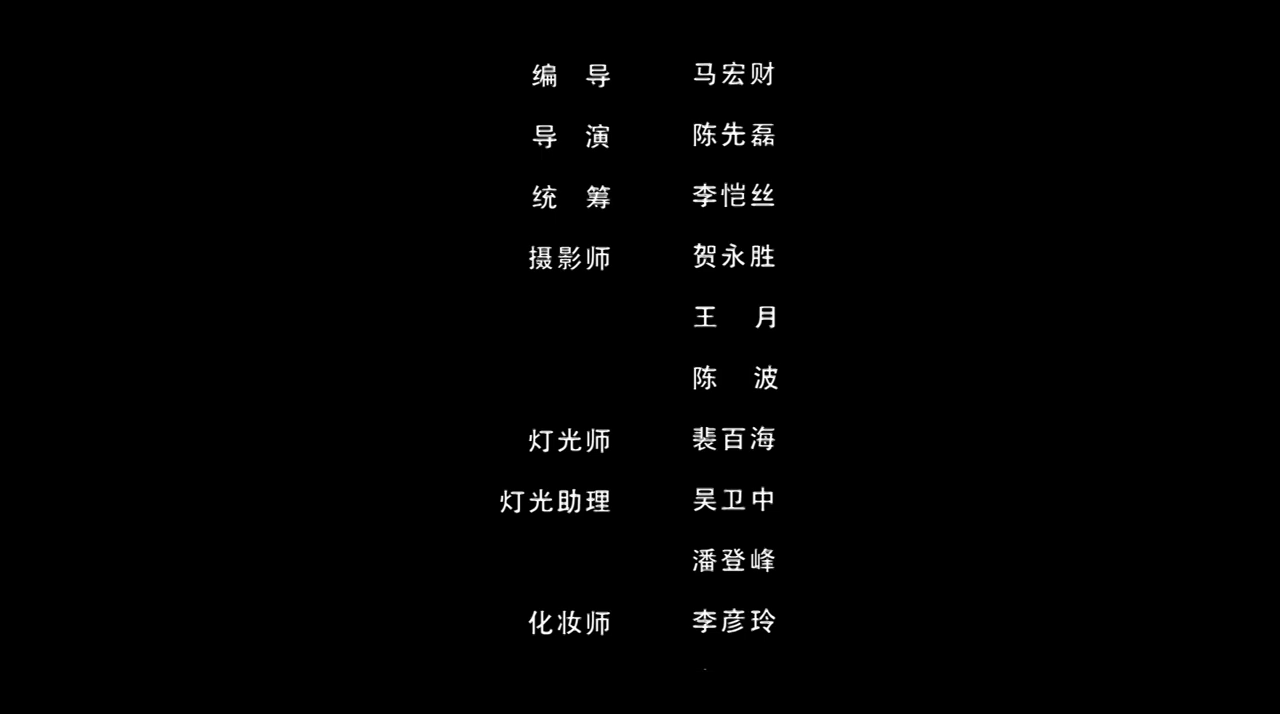 编 导 马宏财
导 演 陈先磊
统 筹 李恺丝
摄影师 贺永胜
王 月
陈 波
灯光师 裴百海
灯光助理 吴卫中
潘登峰
化妆师 李彦玲